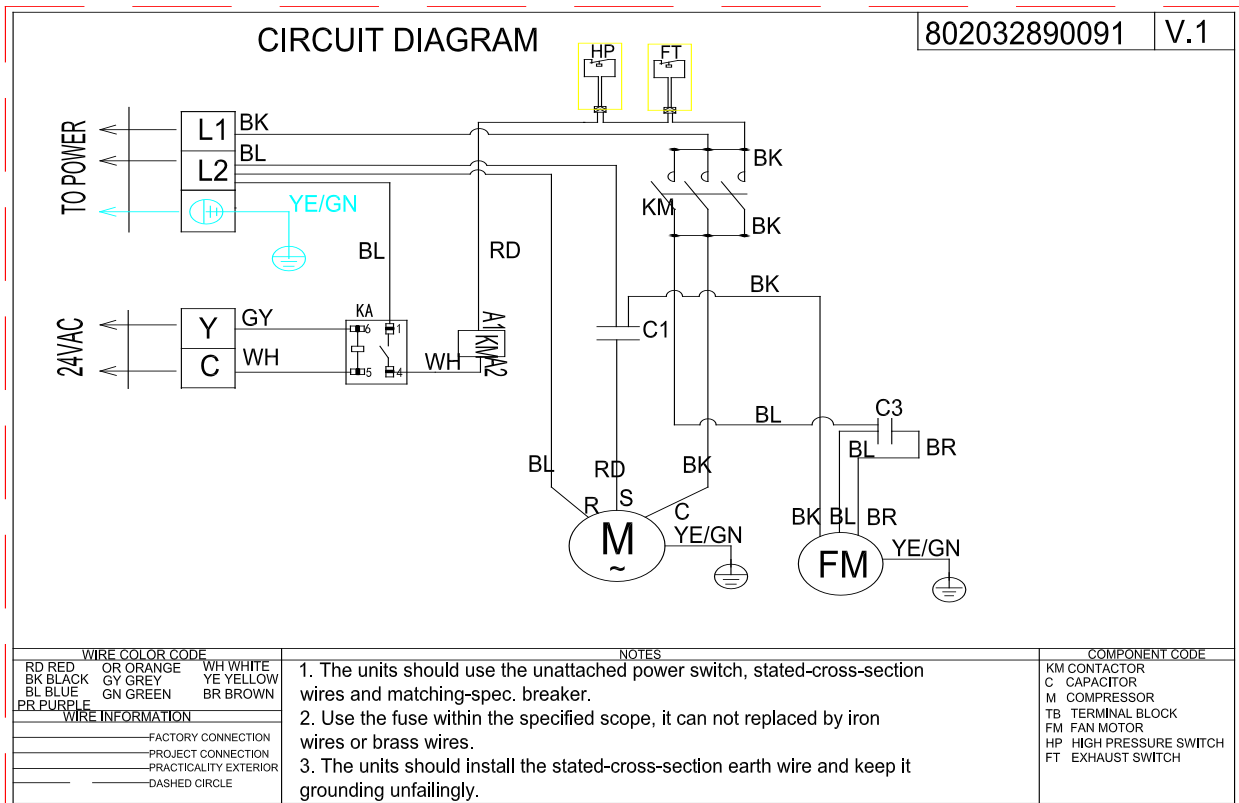 CIRCUIT DIAGRAM
802032890091 V.1
HP FT
TO POWER
L1 BK
BL
L2
YE/GN
BK
KM
BK
BL
RD
BK
24VAC
Y GY
KA
6 1
A1 KM A2
C1
C WH
5 4
WH
BL C3
BL BR
BL RD BK
R S C
M
~
YE/GN
BK BL BR
FM
YE/GN
WIRE COLOR CODE
RD RED OR ORANGE WH WHITE
BK BLACK GY GREY YE YELLOW
BL BLUE GN GREEN BR BROWN
PR PURPLE
WIRE INFORMATION
FACTORY CONNECTION
PROJECT CONNECTION
PRACTICALITY EXTERIOR
DASHED CIRCLE
NOTES
1. The units should use the unattached power switch, stated-cross-section
wires and matching-spec. breaker.
2. Use the fuse within the specified scope, it can not replaced by iron
wires or brass wires.
3. The units should install the stated-cross-section earth wire and keep it
grounding unfailingly.
COMPONENT CODE
KM CONTACTOR
C CAPACITOR
M COMPRESSOR
TB TERMINAL BLOCK
FM FAN MOTOR
HP HIGH PRESSURE SWITCH
FT EXHAUST SWITCH